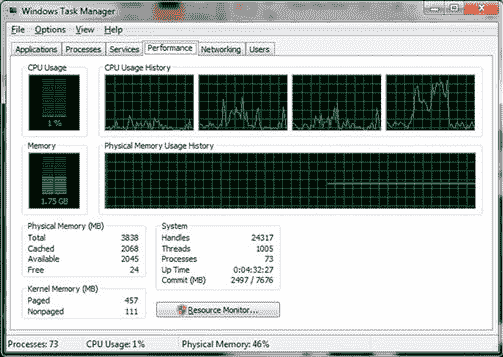 Windows Task Manager
File Options View Help
Applications Processes Services Performance Networking Users
CPU Usage CPU Usage History
1 %
Memory Physical Memory Usage History
1.75 GB
Physical Memory (MB) System
Total 3838 Handles 24317
Cached 2068 Threads 1005
Available 2045 Processes 73
Free 24 Up Time 0:04:32:27
Commit (MB) 2497 / 7676
Kernel Memory (MB)
Paged 457
Nonpaged 111
Resource Monitor...
Processes: 73 CPU Usage: 1% Physical Memory: 46%